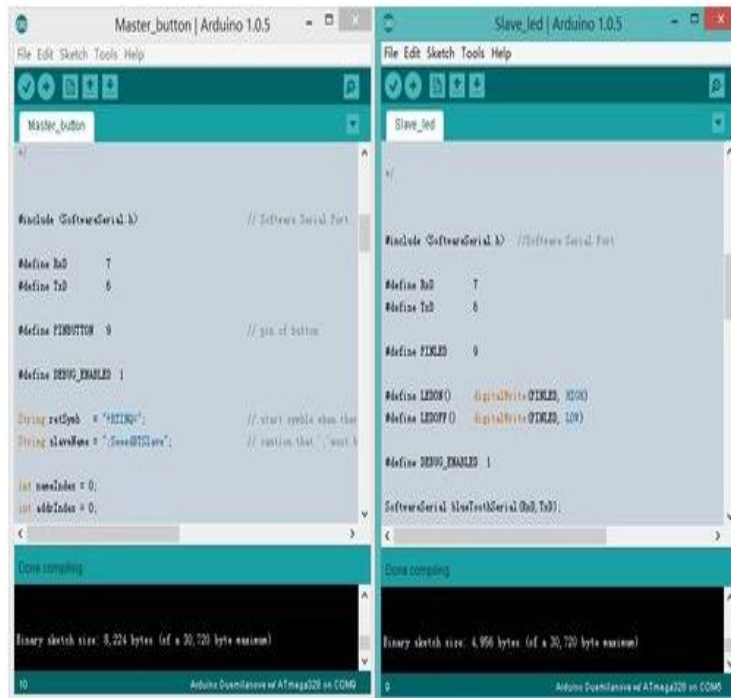 Master_button | Arduino 1.0.5
File Edit Sketch Tools Help
Master_button
*/
#include <SoftwareSerial.h> // Software Serial Port
#define RxD 7
#define TxD 6
#define PINBUTTON 9 // pin of button
#define DEBUG_ENABLED 1
String retSymb = "+RTINQ="; // start symble when
String slaveName = ";SeeedBTSlave"; // caution that ';'must
int nameIndex = 0;
int addrIndex = 0;
Done compiling
Binary sketch size: 8,224 bytes (of a 30,720 byte maximum)
10 Arduino Duemilanove w/ ATmega328 on COM9
Slave_led | Arduino 1.0.5
File Edit Sketch Tools Help
Slave_led
*/
#include <SoftwareSerial.h> //Software Serial Port
#define RxD 7
#define TxD 6
#define PINLED 9
#define LEDON() digitalWrite(PINLED, HIGH)
#define LEDOFF() digitalWrite(PINLED, LOW)
#define DEBUG_ENABLED 1
SoftwareSerial blueToothSerial(RxD,TxD);
Done compiling
Binary sketch size: 4,956 bytes (of a 30,720 byte maximum)
9 Arduino Duemilanove w/ ATmega328 on COM6